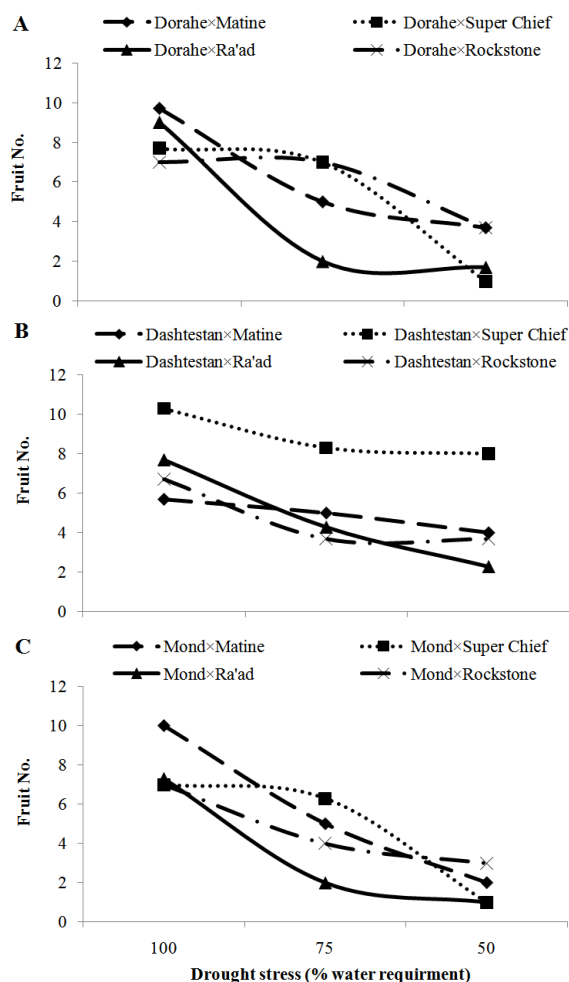 A
Dorahe×Matine Dorahe×Super Chief
Dorahe×Ra'ad Dorahe×Rockstone
12
10
8
6
4
2
0
Fruit No.
B
Dashtestan×Matine Dashtestan×Super Chief
Dashtestan×Ra'ad Dashtestan×Rockstone
12
10
8
6
4
2
0
Fruit No.
C
Mond×Matine Mond×Super Chief
Mond×Ra'ad Mond×Rockstone
12
10
8
6
4
2
0
Fruit No.
100 75 50
Drought stress (% water requirment)